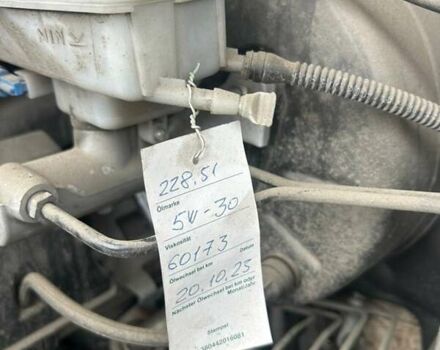 MIN
228,51
Ölmarke
5W-30
Viskosität
60173
Ölwechsel bei km
Datum
20.10.25
Nächster Ölwechsel bei km oder
Monat/Jahr
Stempel